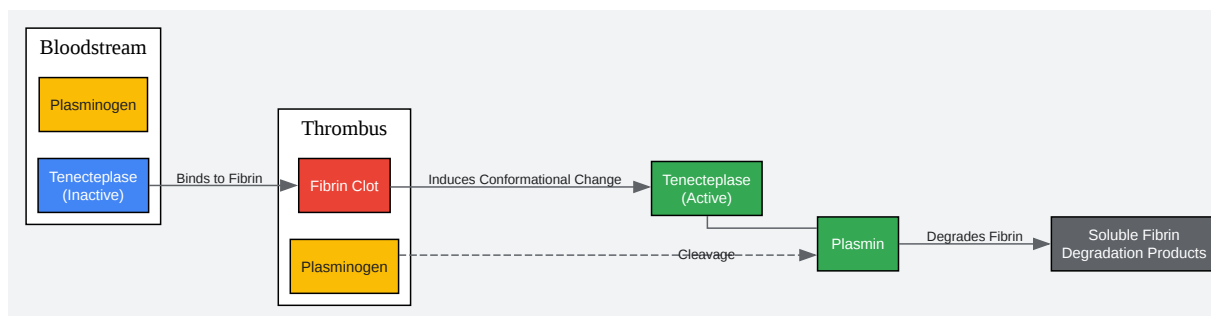 Bloodstream
Plasminogen
Tenecteplase
(Inactive)
Binds to Fibrin
Thrombus
Fibrin Clot
Plasminogen
Induces Conformational Change
Cleavage
Tenecteplase
(Active)
Plasmin
Degrades Fibrin
Soluble Fibrin
Degradation Products